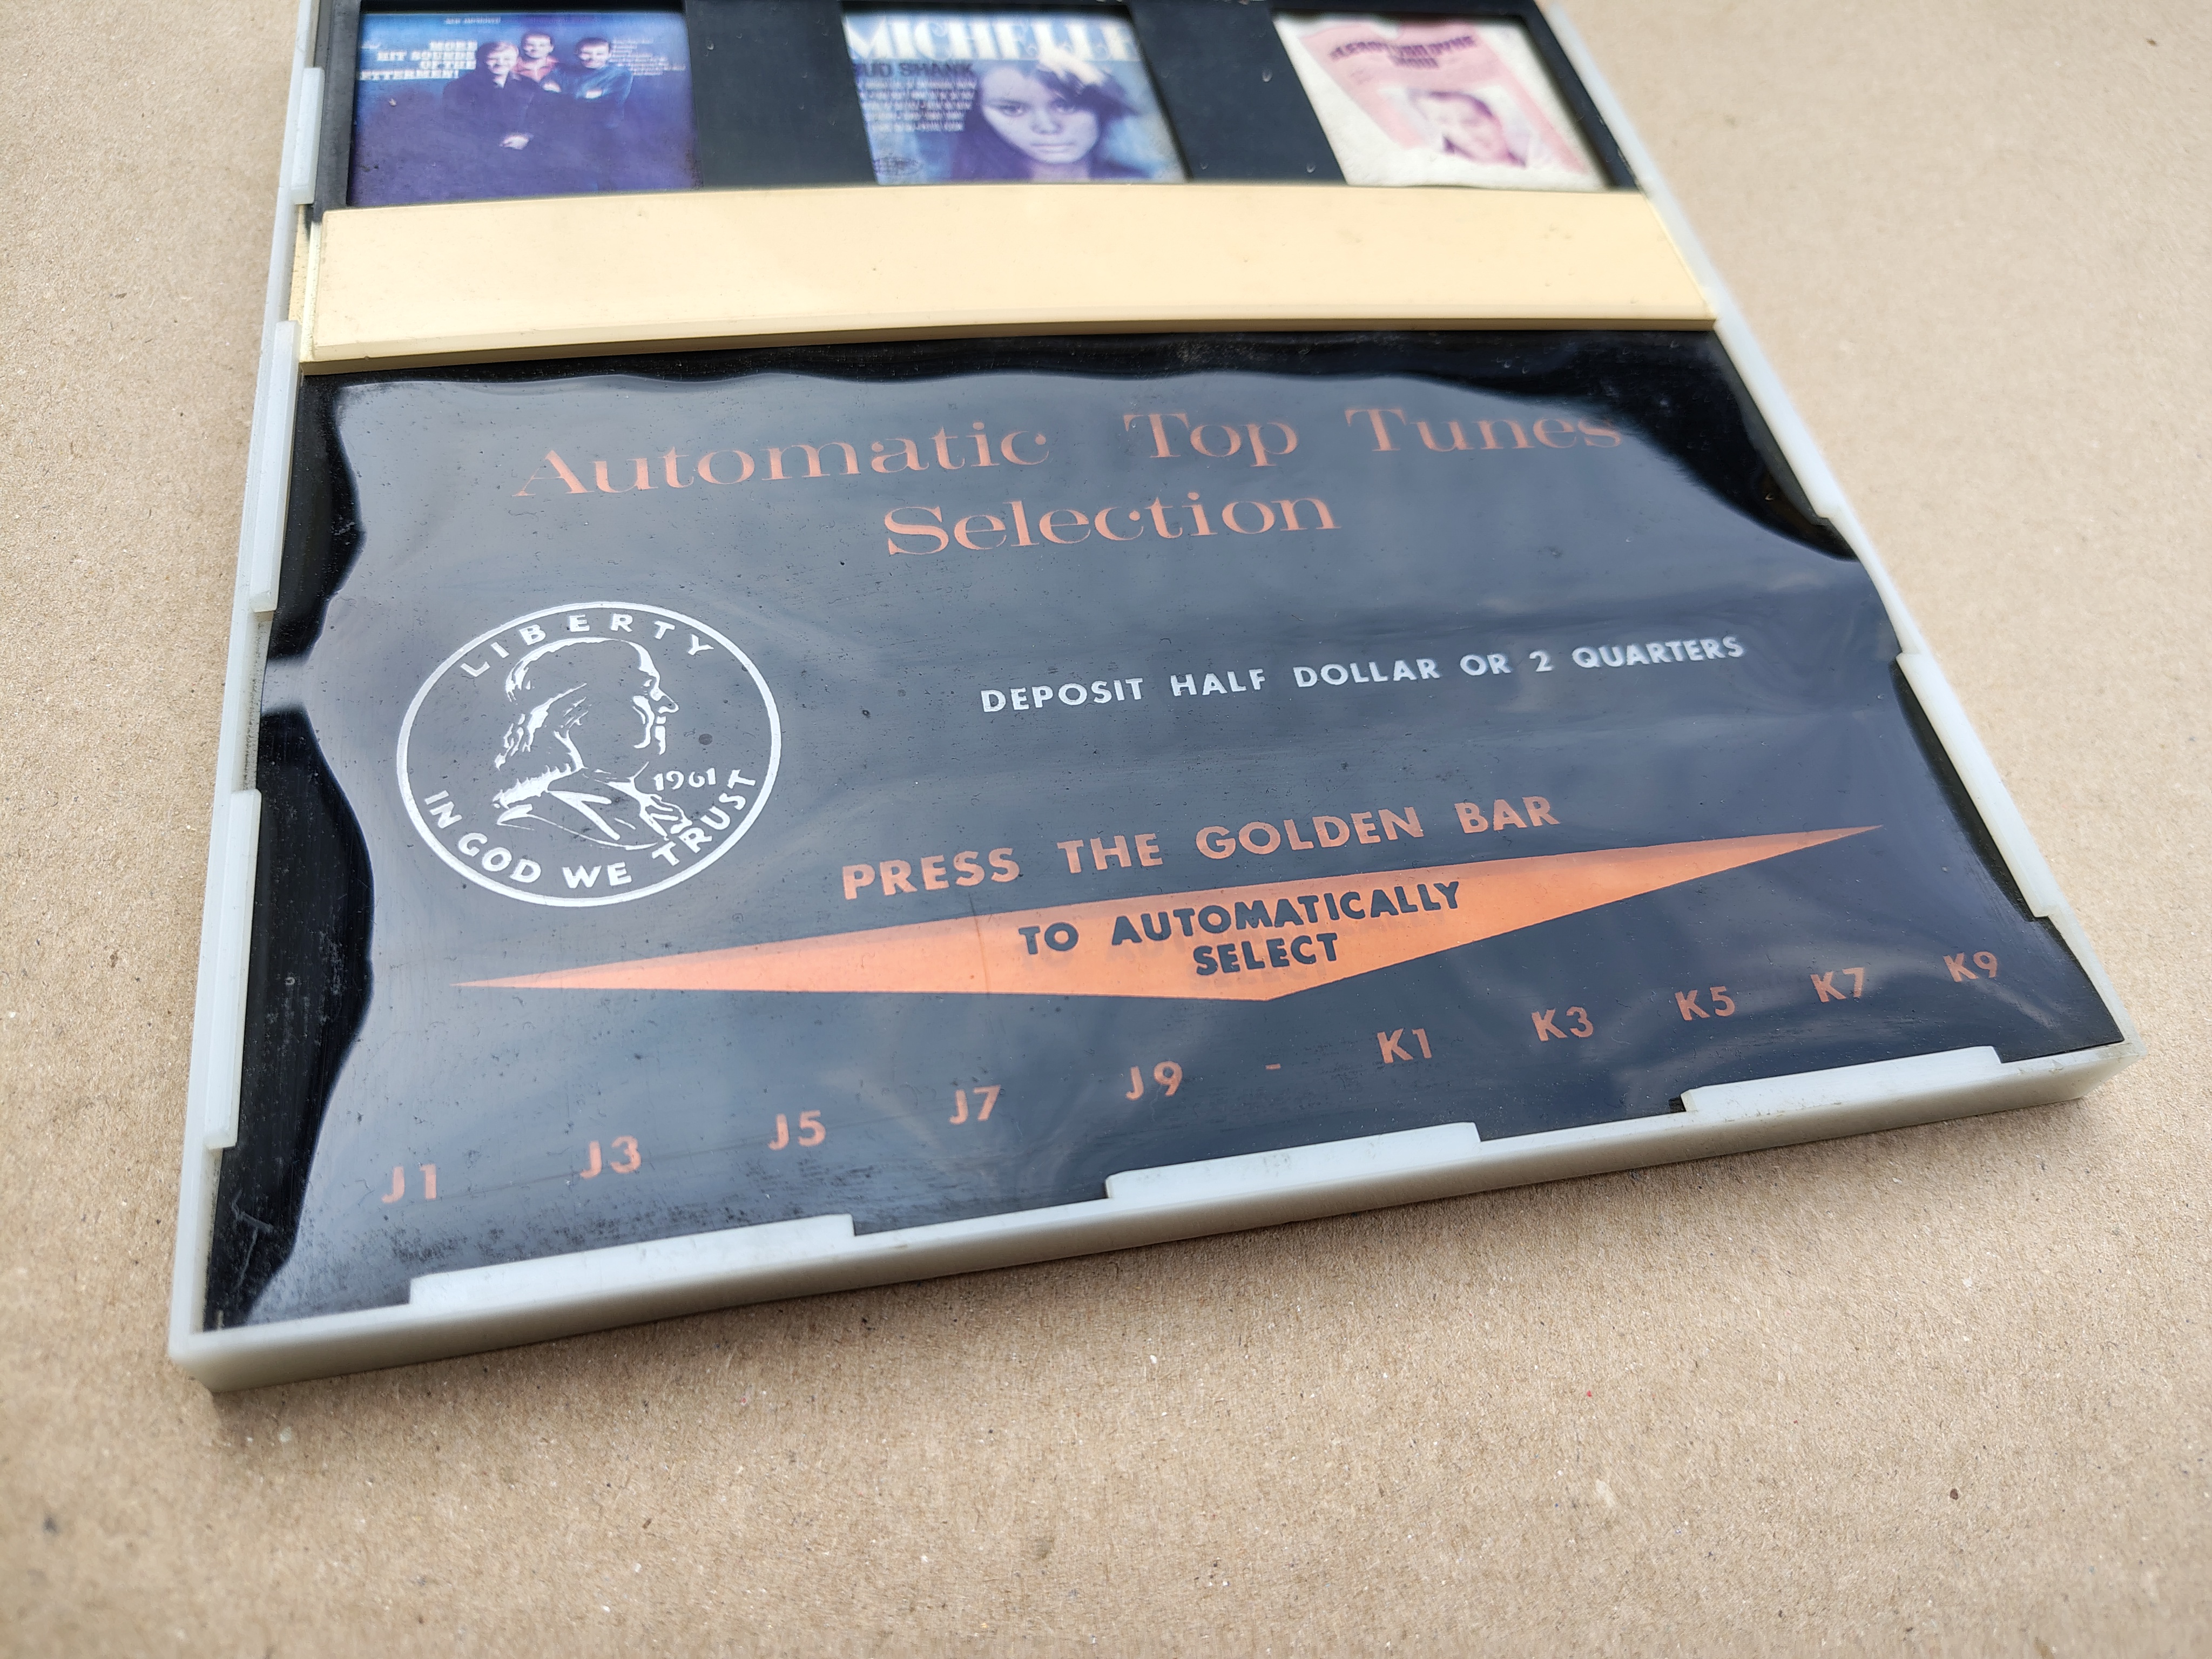 MORE
HIT SOUNDS
OF THE
ETTERMEN!
MICHELLE
BUD SHANK
Automatic Top Tunes
Selection
LIBERTY
1961
IN GOD WE TRUST
DEPOSIT HALF DOLLAR OR 2 QUARTERS
PRESS THE GOLDEN BAR
TO AUTOMATICALLY
SELECT
J1 J3 J5 J7 J9 - K1 K3 K5 K7 K9